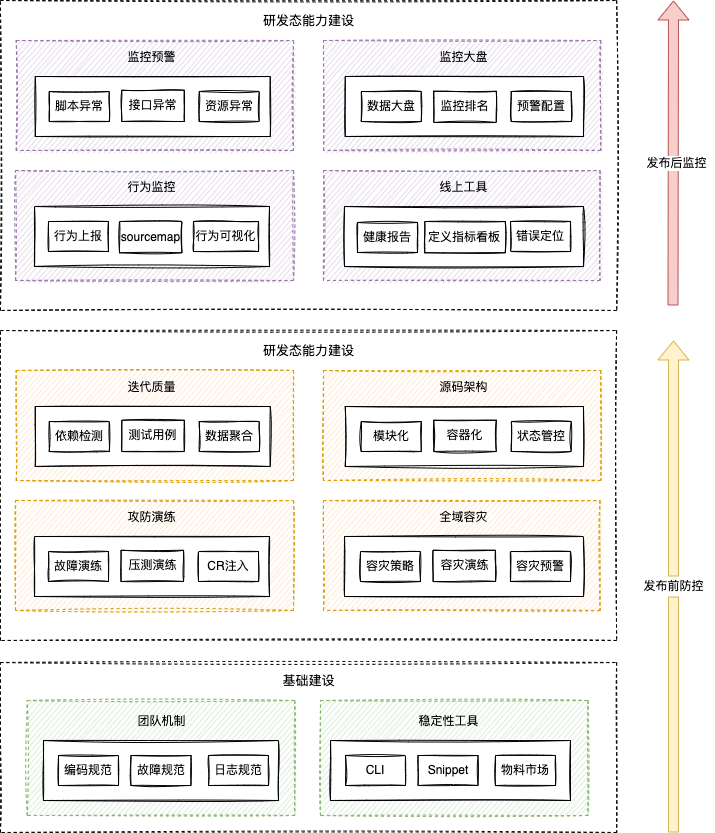 研发态能力建设
监控预警
脚本异常
接口异常
资源异常
监控大盘
数据大盘
监控排名
预警配置
行为监控
行为上报
sourcemap
行为可视化
线上工具
健康报告
定义指标看板
错误定位
发布后监控
研发态能力建设
迭代质量
依赖检测
测试用例
数据聚合
源码架构
模块化
容器化
状态管控
攻防演练
故障演练
压测演练
CR注入
全域容灾
容灾策略
容灾演练
容灾预警
发布前防控
基础建设
团队机制
编码规范
故障规范
日志规范
稳定性工具
CLI
Snippet
物料市场